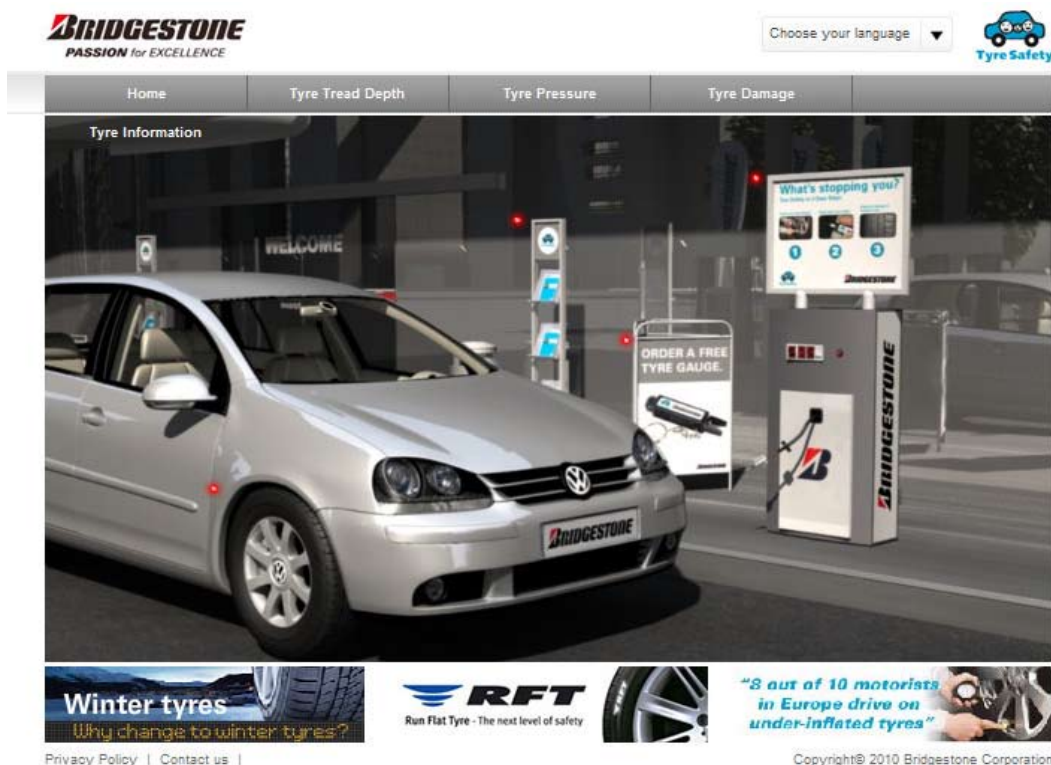 BRIDGESTONE
PASSION for EXCELLENCE
Choose your language
Tyre Safety
Home
Tyre Tread Depth
Tyre Pressure
Tyre Damage
Tyre Information
WELCOME
What's stopping you?
1 2 3
BRIDGESTONE
ORDER A FREE
TYRE GAUGE.
BRIDGESTONE
BRIDGESTONE
Winter tyres
Why change to winter tyres?
RFT
Run Flat Tyre - The next level of safety
"8 out of 10 motorists
in Europe drive on
under-inflated tyres"
Privacy Policy | Contact us |
Copyright© 2010 Bridgestone Corporation